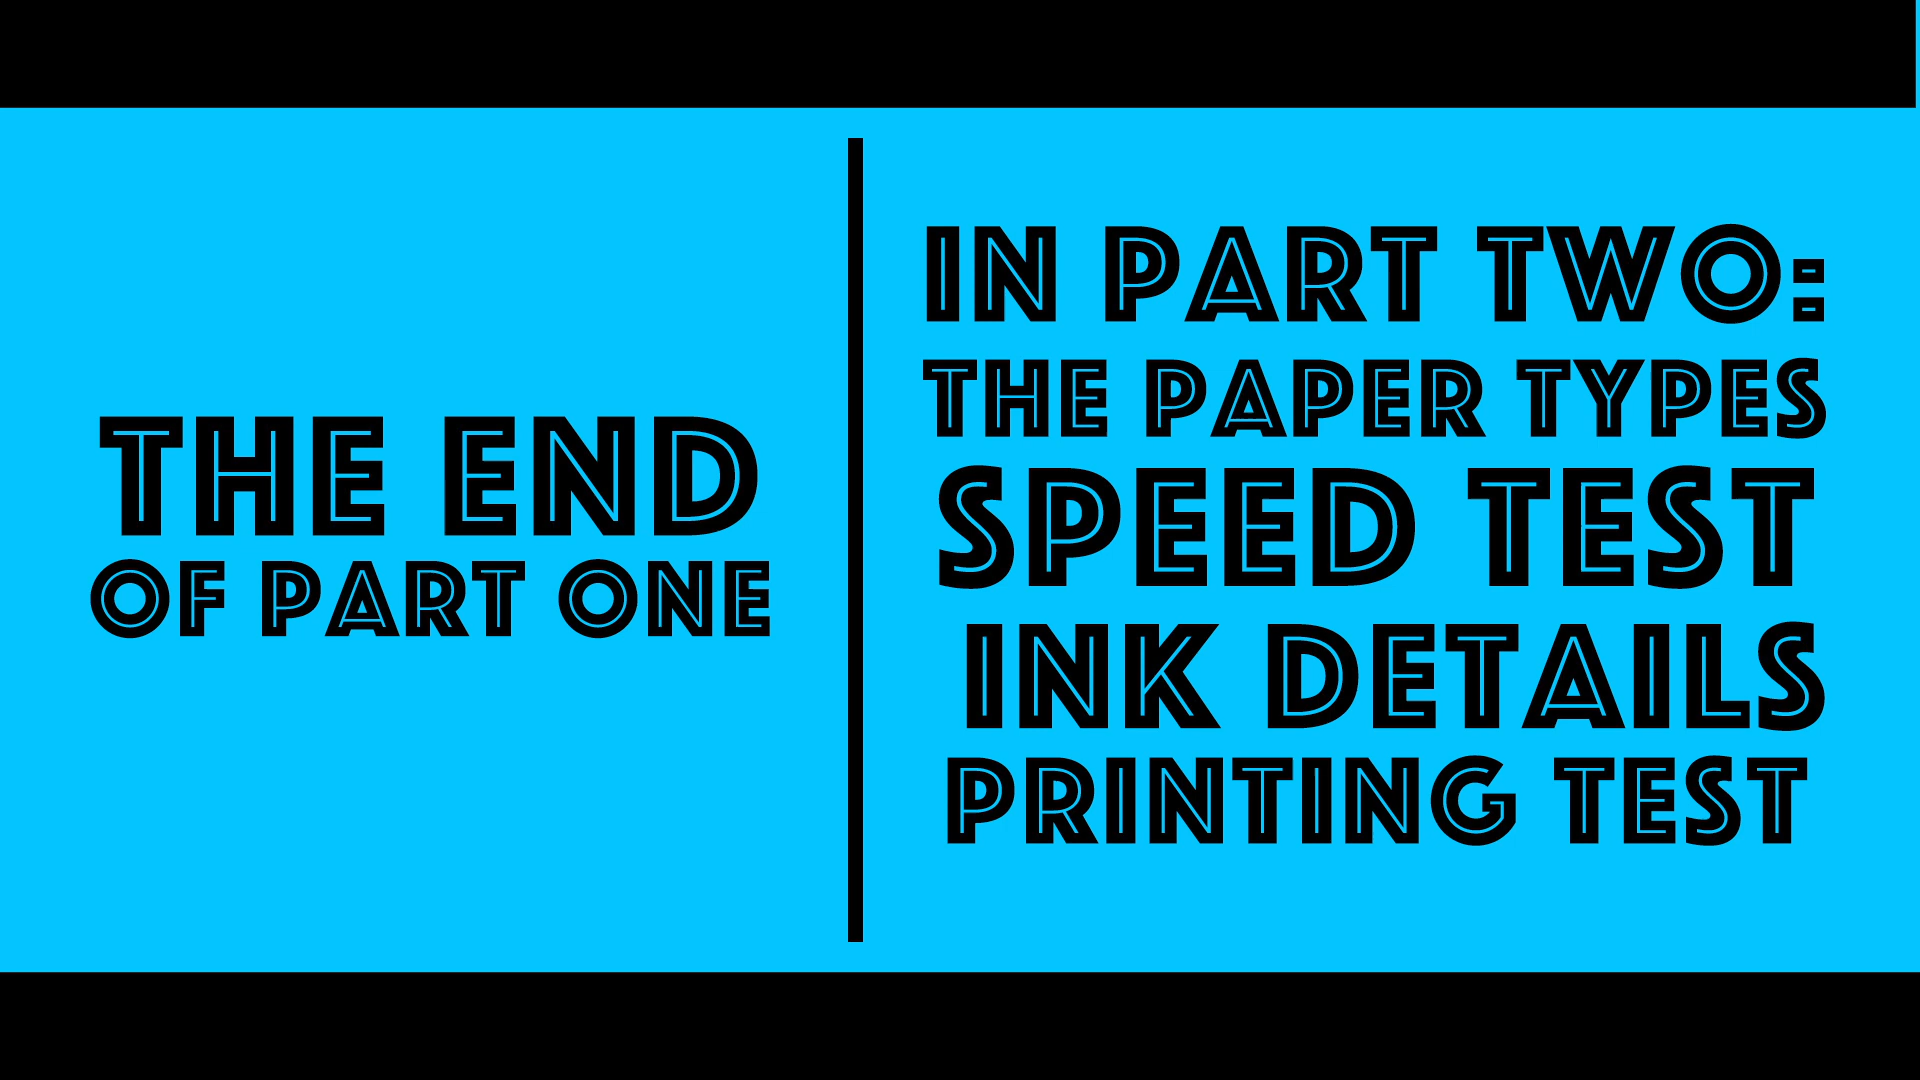 THE END
OF PART ONE
IN PART TWO:
THE PAPER TYPES
SPEED TEST
INK DETAILS
PRINTING TEST